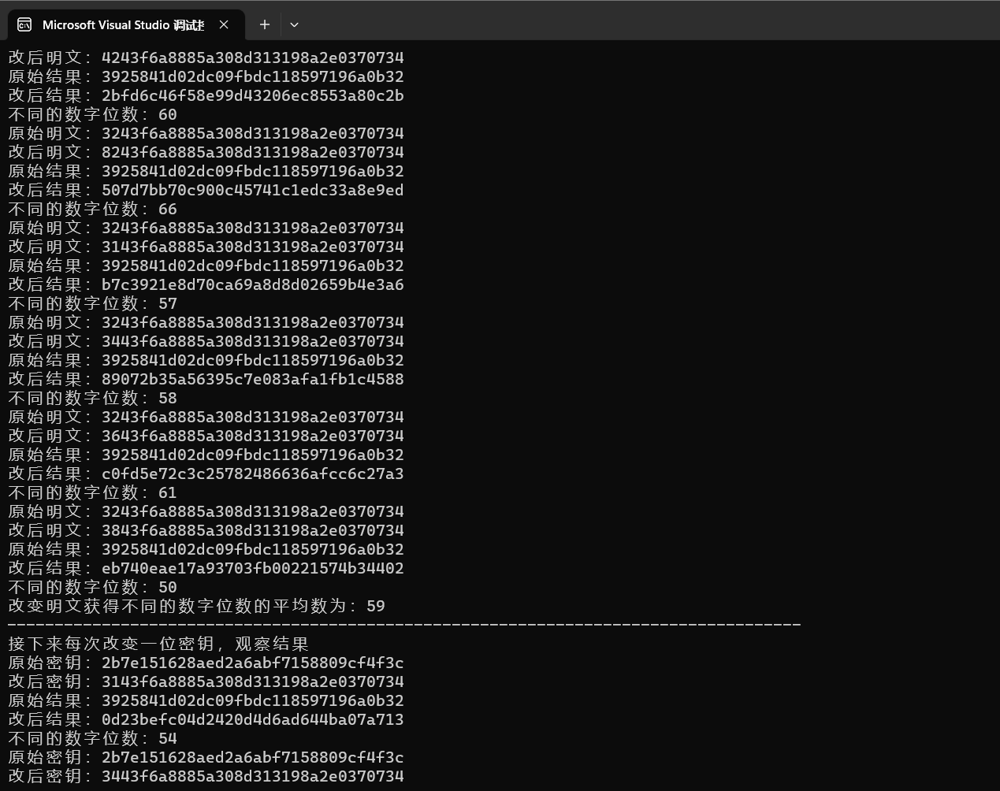 Microsoft Visual Studio 调试控
改后明文：4243f6a8885a308d313198a2e0370734
原始结果：3925841d02dc09fbdc118597196a0b32
改后结果：2bfd6c46f58e99d43206ec8553a80c2b
不同的数字位数：60
原始明文：3243f6a8885a308d313198a2e0370734
改后明文：8243f6a8885a308d313198a2e0370734
原始结果：3925841d02dc09fbdc118597196a0b32
改后结果：507d7bb70c900c45741c1edc33a8e9ed
不同的数字位数：66
原始明文：3243f6a8885a308d313198a2e0370734
改后明文：3143f6a8885a308d313198a2e0370734
原始结果：3925841d02dc09fbdc118597196a0b32
改后结果：b7c3921e8d70ca69a8d8d02659b4e3a6
不同的数字位数：57
原始明文：3243f6a8885a308d313198a2e0370734
改后明文：3443f6a8885a308d313198a2e0370734
原始结果：3925841d02dc09fbdc118597196a0b32
改后结果：89072b35a56395c7e083afa1fb1c4588
不同的数字位数：58
原始明文：3243f6a8885a308d313198a2e0370734
改后明文：3643f6a8885a308d313198a2e0370734
原始结果：3925841d02dc09fbdc118597196a0b32
改后结果：c0fd5e72c3c25782486636afcc6c27a3
不同的数字位数：61
原始明文：3243f6a8885a308d313198a2e0370734
改后明文：3843f6a8885a308d313198a2e0370734
原始结果：3925841d02dc09fbdc118597196a0b32
改后结果：eb740eae17a93703fb00221574b34402
不同的数字位数：50
改变明文获得不同的数字位数的平均数为：59
------------------------------------------------------------------------------------
接下来每次改变一位密钥，观察结果
原始密钥：2b7e151628aed2a6abf7158809cf4f3c
改后密钥：3143f6a8885a308d313198a2e0370734
原始结果：3925841d02dc09fbdc118597196a0b32
改后结果：0d23befc04d2420d4d6ad644ba07a713
不同的数字位数：54
原始密钥：2b7e151628aed2a6abf7158809cf4f3c
改后密钥：3443f6a8885a308d313198a2e0370734